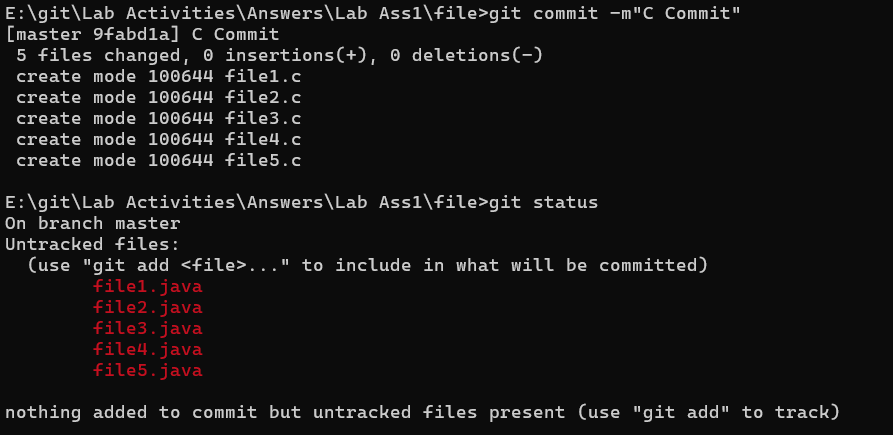 E:\git\Lab Activities\Answers\Lab Ass1\file>git commit -m"C Commit"
[master 9fabd1a] C Commit
 5 files changed, 0 insertions(+), 0 deletions(-)
 create mode 100644 file1.c
 create mode 100644 file2.c
 create mode 100644 file3.c
 create mode 100644 file4.c
 create mode 100644 file5.c
E:\git\Lab Activities\Answers\Lab Ass1\file>git status
On branch master
Untracked files:
  (use "git add <file>..." to include in what will be committed)
        file1.java
        file2.java
        file3.java
        file4.java
        file5.java
nothing added to commit but untracked files present (use "git add" to track)